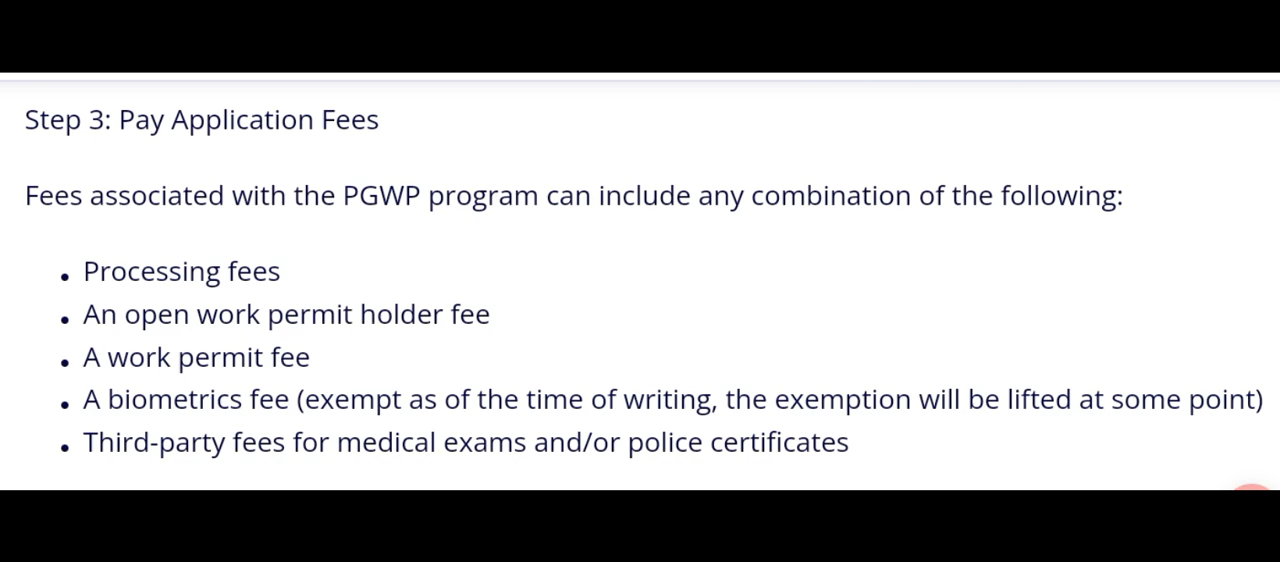 Step 3: Pay Application Fees
Fees associated with the PGWP program can include any combination of the following:
• Processing fees
• An open work permit holder fee
• A work permit fee
• A biometrics fee (exempt as of the time of writing, the exemption will be lifted at some point)
• Third-party fees for medical exams and/or police certificates